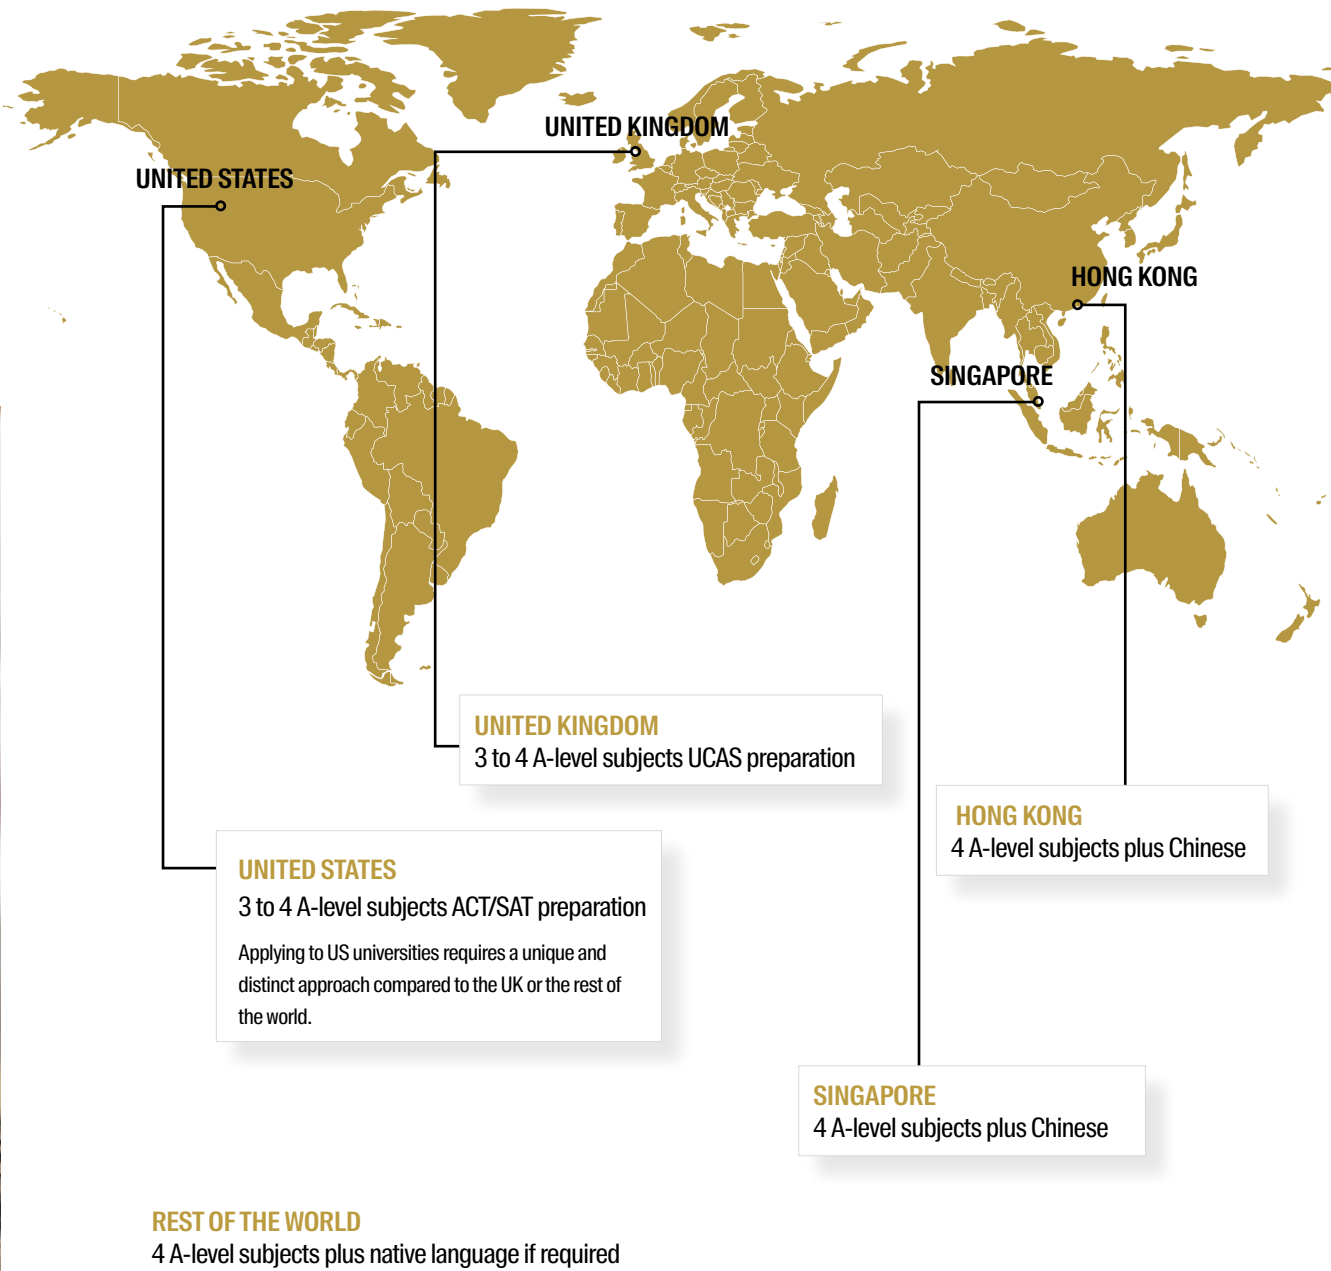 UNITED KINGDOM
UNITED STATES
HONG KONG
SINGAPORE
UNITED KINGDOM
3 to 4 A-level subjects UCAS preparation
HONG KONG
4 A-level subjects plus Chinese
UNITED STATES
3 to 4 A-level subjects ACT/SAT preparation
Applying to US universities requires a unique and
distinct approach compared to the UK or the rest of
the world.
SINGAPORE
4 A-level subjects plus Chinese
REST OF THE WORLD
4 A-level subjects plus native language if required